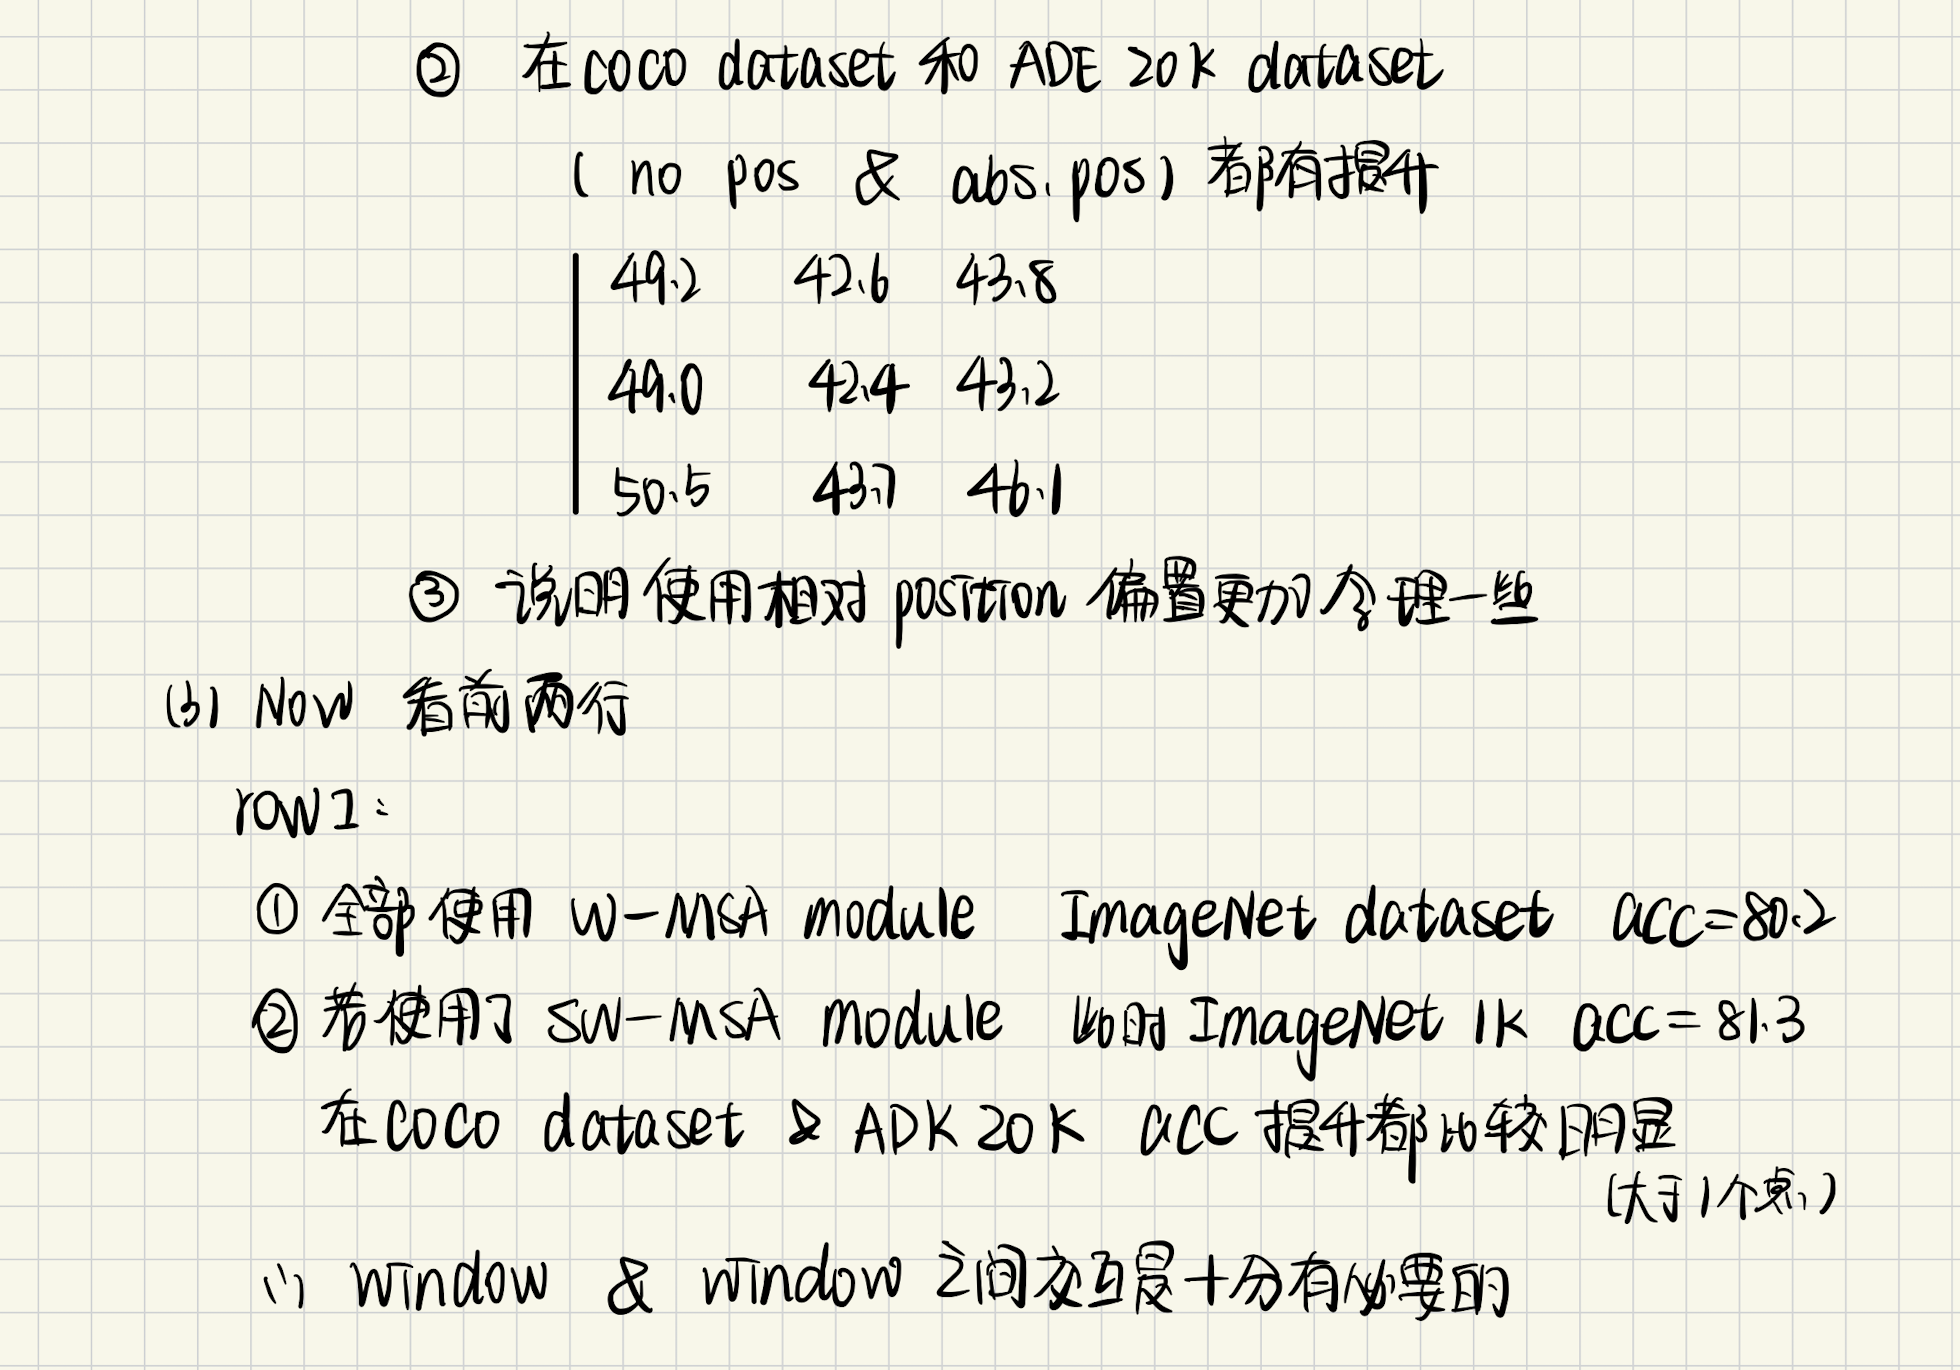 ② 在coco dataset 和 ADE 20K dataset
( no pos & abs. pos) 都有提升
49.2 42.6 43.8
49.0 42.4 43.2
50.5 43.7 46.1
③ 说明使用相对 position 偏置更加合理一些
(3) Now 看前两行
row1:
① 全部使用 W-MSA module ImageNet dataset acc=80.2
② 若使用了 SW-MSA module 此时 ImageNet 1K acc=81.3
在coco dataset & ADK 20K acc 提升都比较明显
(大于1个点)
∴ window & window 之间交互是十分有必要的